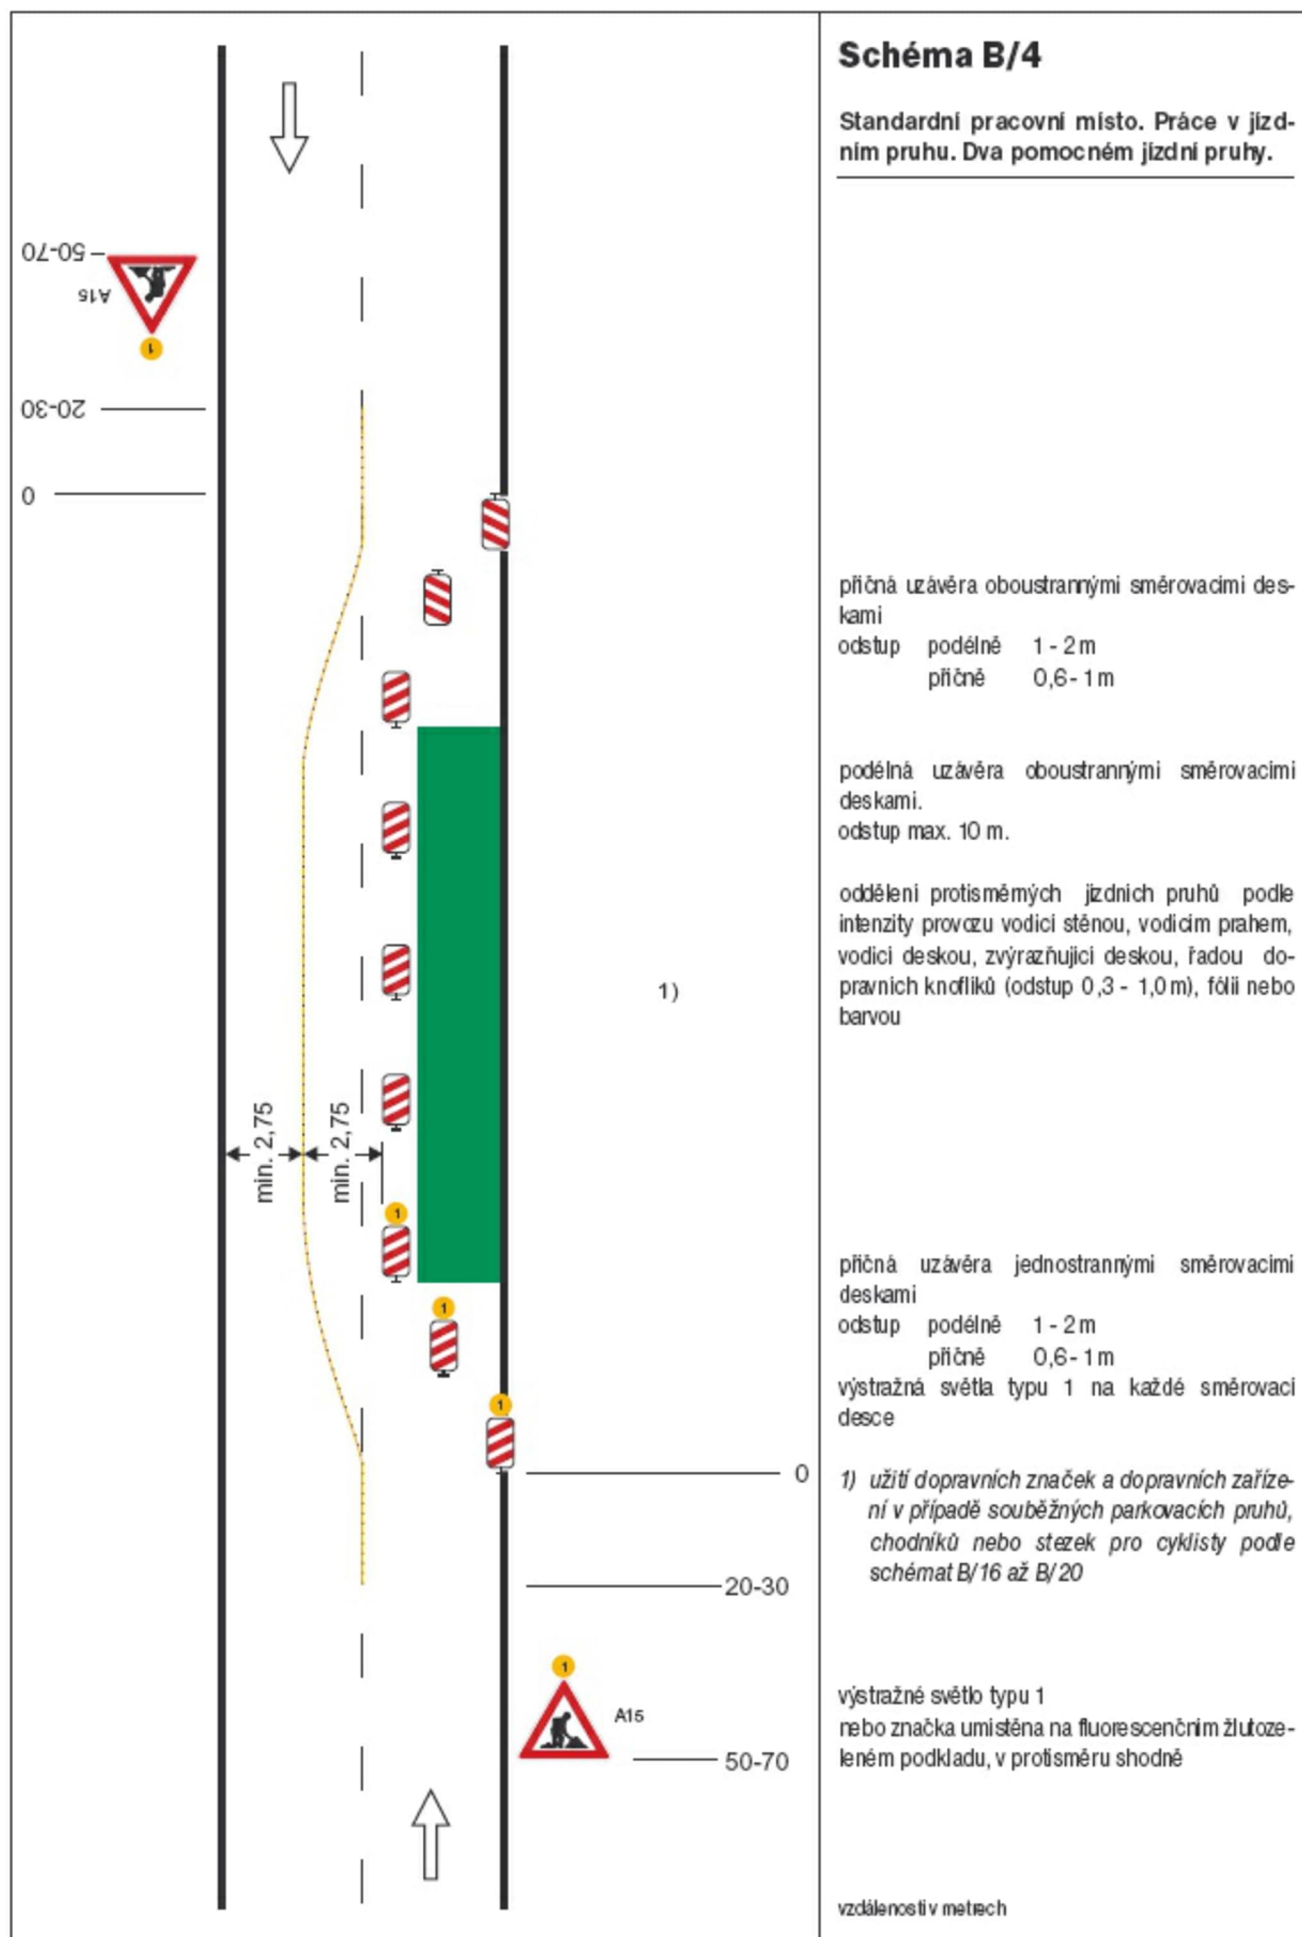 Schéma B/4
Standardní pracovní místo. Práce v jízd-
ním pruhu. Dva pomocném jízdní pruhy.
50-70
A15
1
20-30
0
příčná uzávěra oboustrannými směrovacími des-
kami
odstup podélně 1 - 2 m
příčně 0,6 - 1 m
podélná uzávěra oboustrannými směrovacími
deskami.
odstup max. 10 m.
oddělení protisměrných jízdních pruhů podle
intenzity provozu vodicí stěnou, vodicím prahem,
vodicí deskou, zvýrazňující deskou, řadou do-
pravních knoflíků (odstup 0,3 - 1,0 m), fólií nebo
barvou
1)
min. 2,75
min. 2,75
1
1
1
příčná uzávěra jednostrannými směrovacími
deskami
odstup podélně 1 - 2 m
příčně 0,6 - 1 m
výstražná světla typu 1 na každé směrovací
desce
0
1) užití dopravních značek a dopravních zaříze-
ní v případě souběžných parkovacích pruhů,
chodníků nebo stezek pro cyklisty podle
schémat B/16 až B/20
20-30
1
A15
50-70
výstražné světlo typu 1
nebo značka umístěna na fluorescenčním žlutoze-
leném podkladu, v protisměru shodně
vzdálenosti v metrech